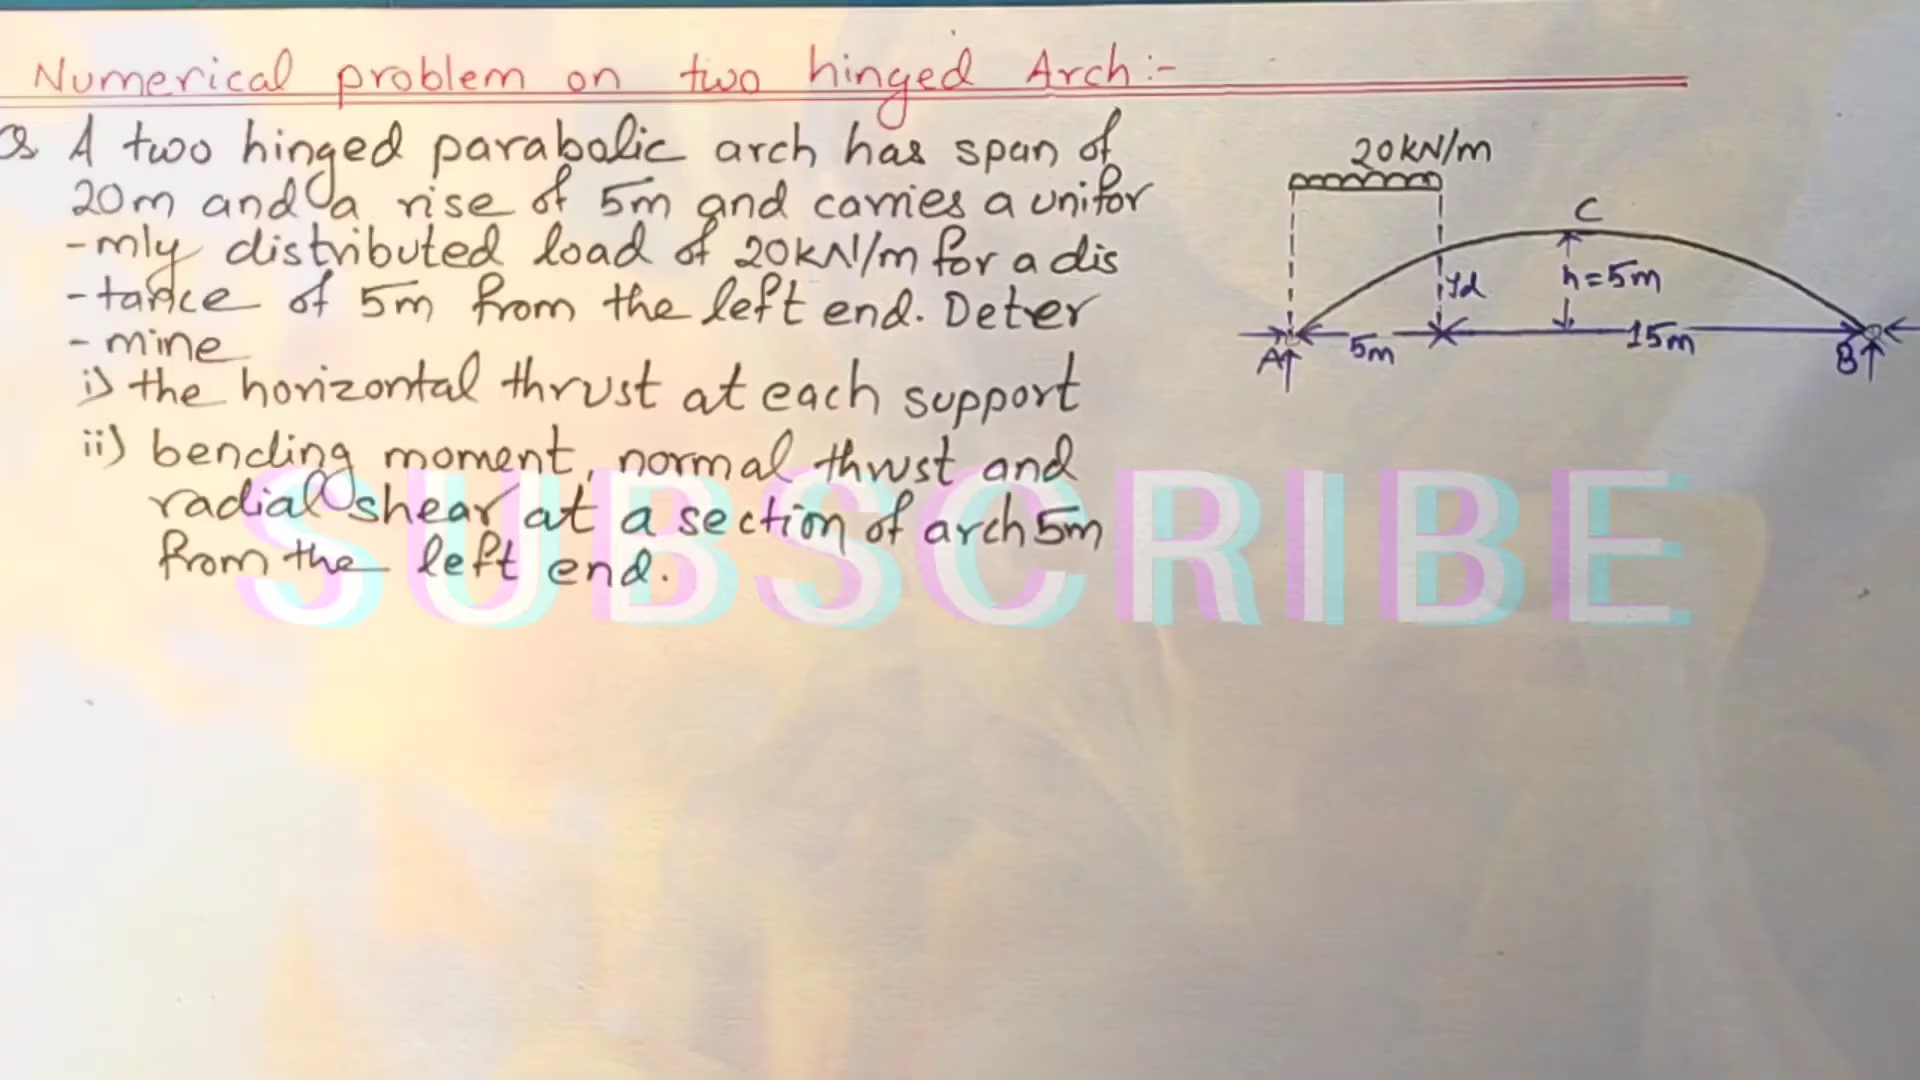 Numerical problem on two hinged Arch:-
Q A two hinged parabolic arch has span of
20m and a rise of 5m and carries a unifor
-mly distributed load of 20kN/m for a dis
-tance of 5m from the left end. Deter
-mine
i) the horizontal thrust at each support
ii) bending moment, normal thrust and
radial shear at a section of arch 5m
from the left end.
20kN/m
C
yd
h=5m
A
5m
15m
B
SUBSCRIBE